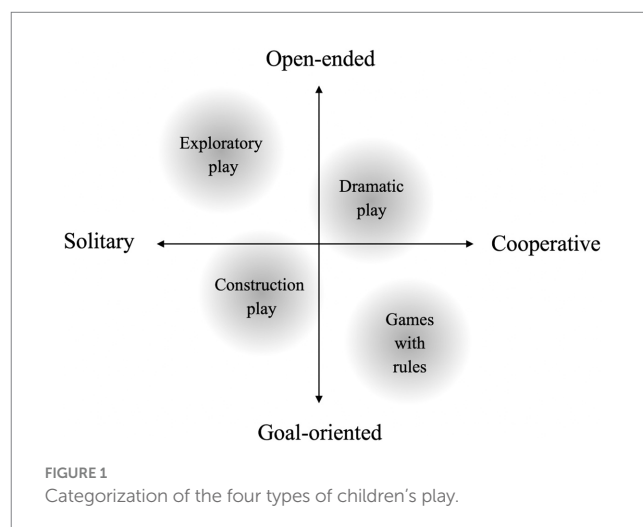 Open-ended
Exploratory
play
Dramatic
play
Solitary
Cooperative
Construction
play
Games
with
rules
Goal-oriented
FIGURE 1
Categorization of the four types of children’s play.